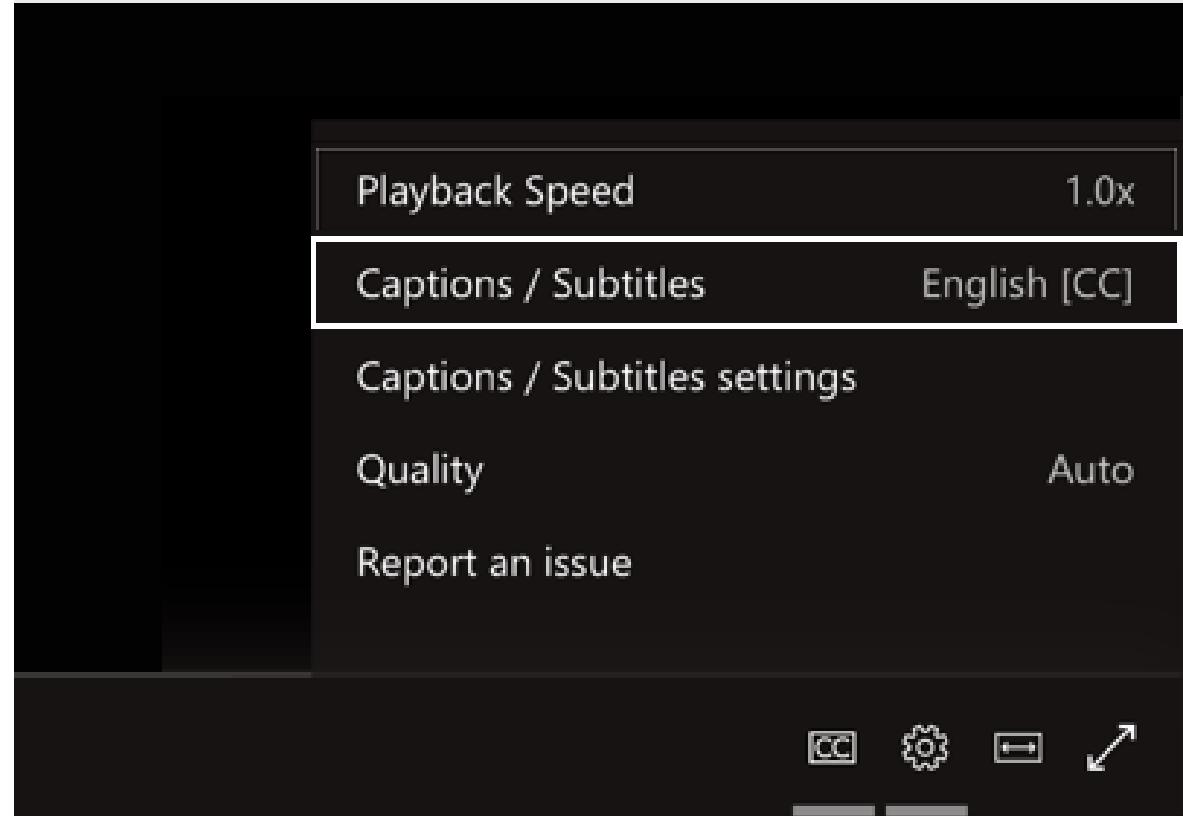 Playback Speed 1.0x
Captions / Subtitles English [CC]
Captions / Subtitles settings
Quality Auto
Report an issue
CC